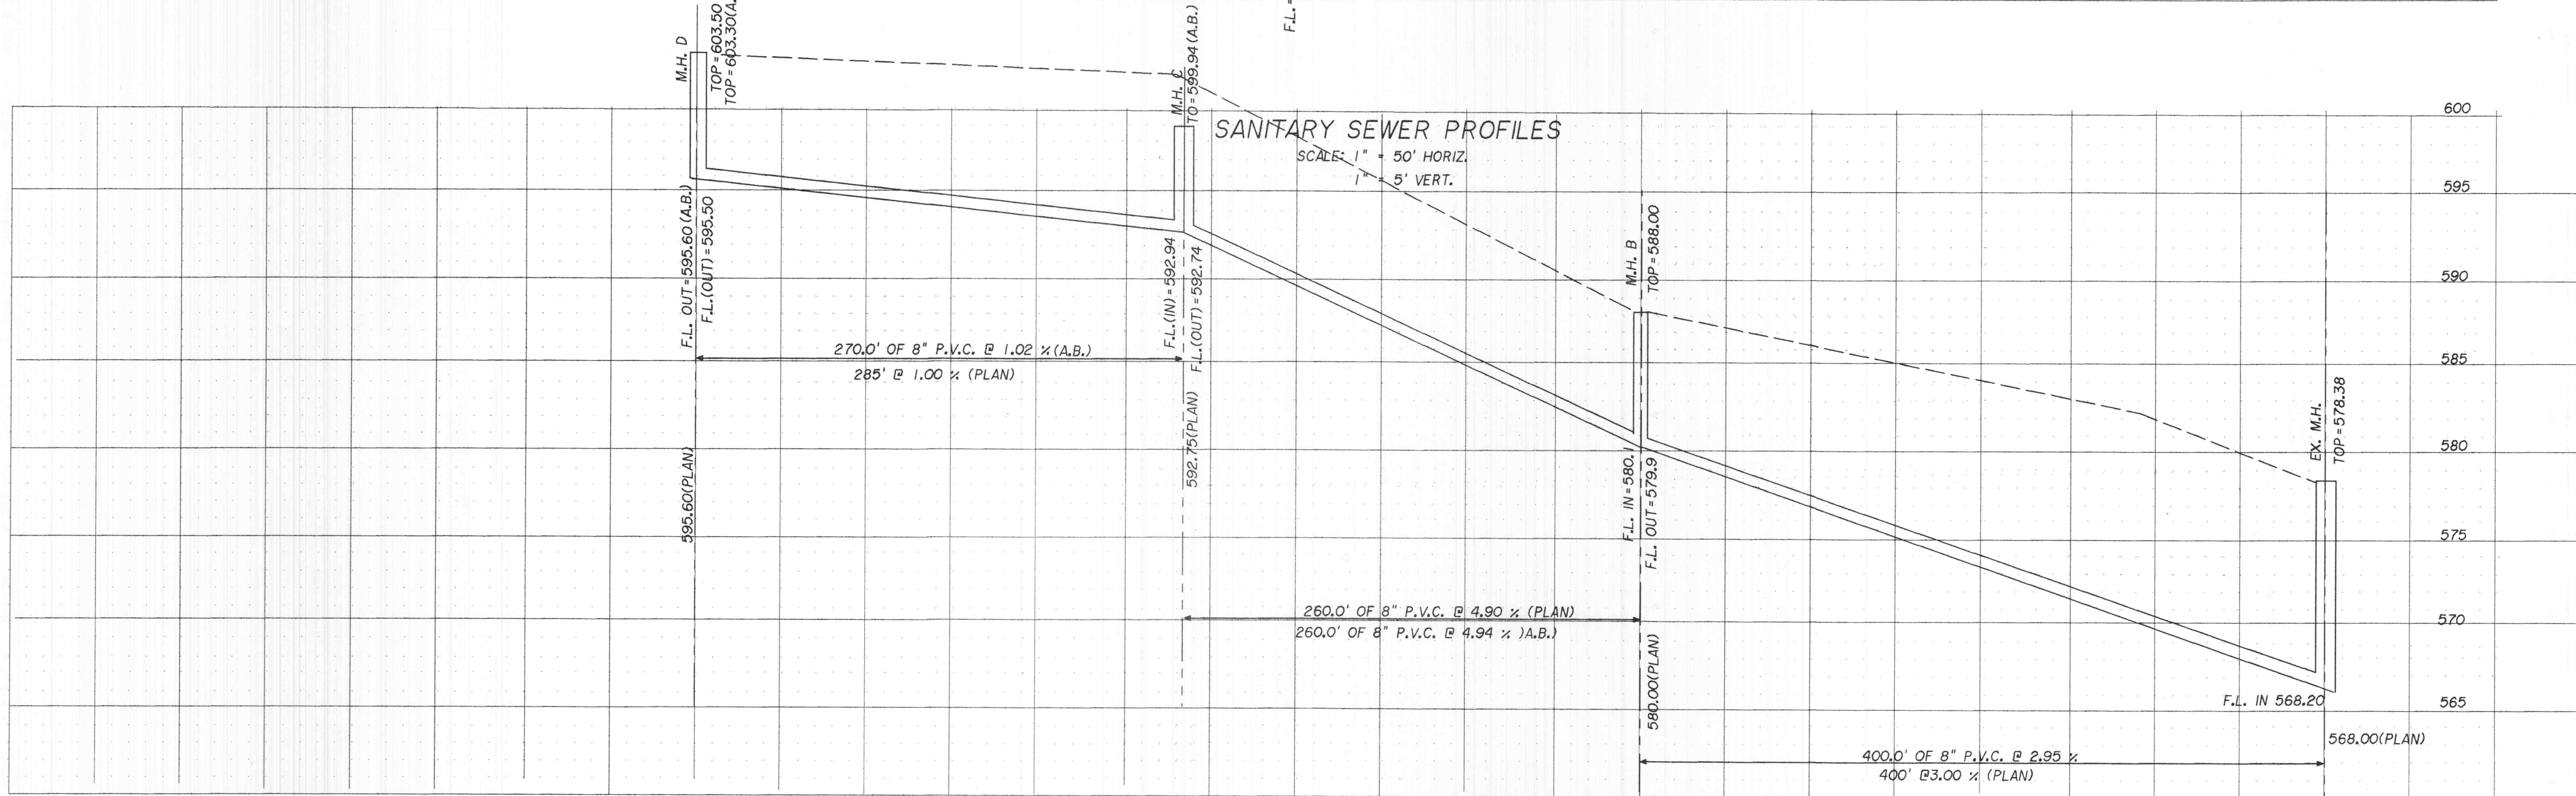 F.L. =
M.H. D
TOP = 603.50
TOP = 603.30(A.
M.H. C
TO = 599.94 (A.B.)
SANITARY SEWER PROFILES
SCALE: 1" = 50' HORIZ.
1" = 5' VERT.
600
595
590
585
580
575
570
565
F.L. OUT = 595.60 (A.B.)
F.L.(OUT) = 595.50
F.L.(IN) = 592.94
F.L.(OUT) = 592.74
M.H. B
TOP = 588.00
270.0' OF 8" P.V.C. @ 1.02 % (A.B.)
285' @ 1.00 % (PLAN)
EX. M.H.
TOP = 578.38
595.60(PLAN)
592.75(PLAN)
F.L. IN = 580.1
F.L. OUT = 579.9
260.0' OF 8" P.V.C. @ 4.90 % (PLAN)
260.0' OF 8" P.V.C. @ 4.94 % )A.B.)
580.00(PLAN)
F.L. IN 568.20
568.00(PLAN)
400.0' OF 8" P.V.C. @ 2.95 %
400' @3.00 % (PLAN)